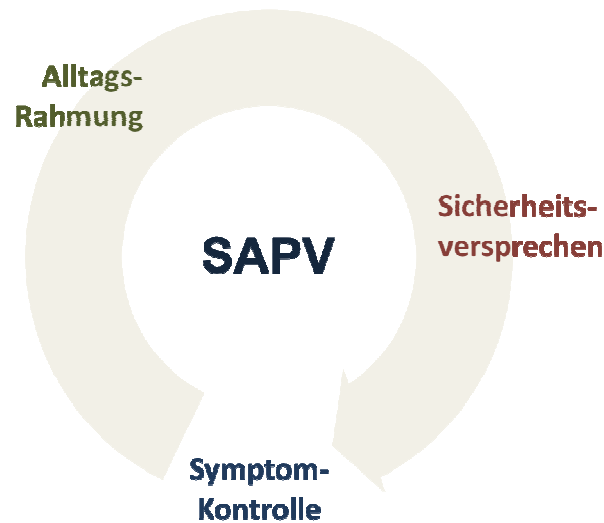 Alltags-
Rahmung
Sicherheits-
versprechen
SAPV
Symptom-
Kontrolle